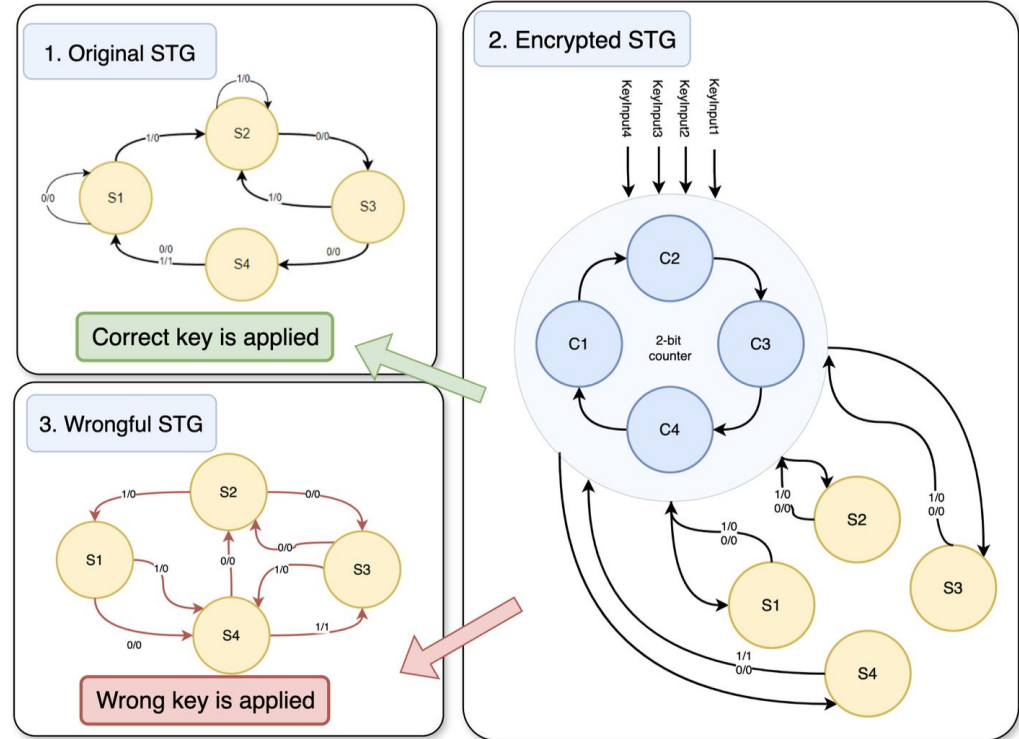 1. Original STG
1/0
S2
1/0
0/0
S1
0/0
1/0
S3
0/0
1/1
S4
0/0
Correct key is applied
2. Encrypted STG
KeyInput4
KeyInput3
KeyInput2
KeyInput1
C2
C1
2-bit
counter
C3
C4
1/0
0/0
S2
1/0
0/0
S1
1/0
0/0
S3
1/1
0/0
S4
3. Wrongful STG
S2
1/0
0/0
S1
0/0
0/0
1/0
1/0
S3
S4
1/1
0/0
Wrong key is applied